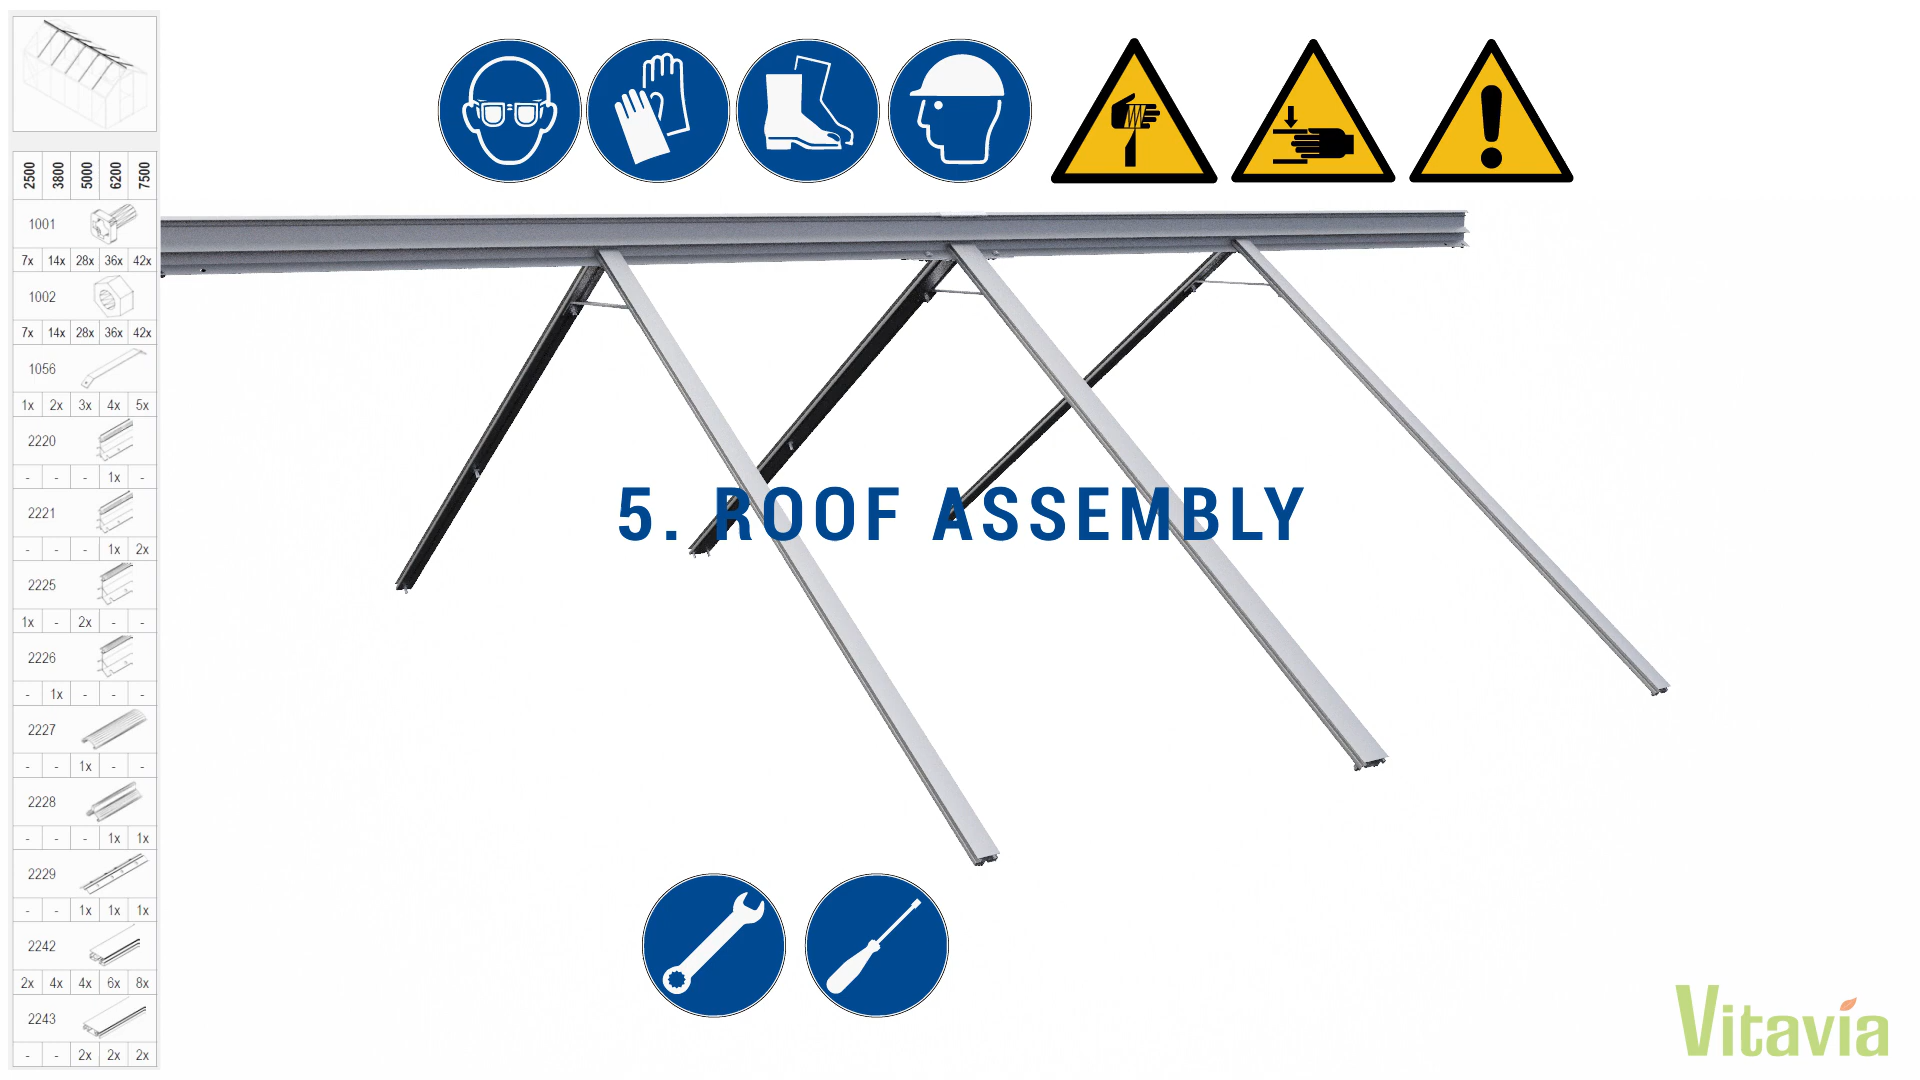 2500 3800 5000 6200 7500
1001
7x 14x 28x 36x 42x
1002
7x 14x 28x 36x 42x
1056
1x 2x 3x 4x 5x
2220
- - - 1x -
2221
- - - 1x 2x
2225
1x - 2x - -
2226
- 1x - - -
2227
- - 1x - -
2228
- - - 1x 1x
2229
- - 1x 1x 1x
2242
2x 4x 4x 6x 8x
2243
- - 2x 2x 2x
5. ROOF ASSEMBLY
Vitavia